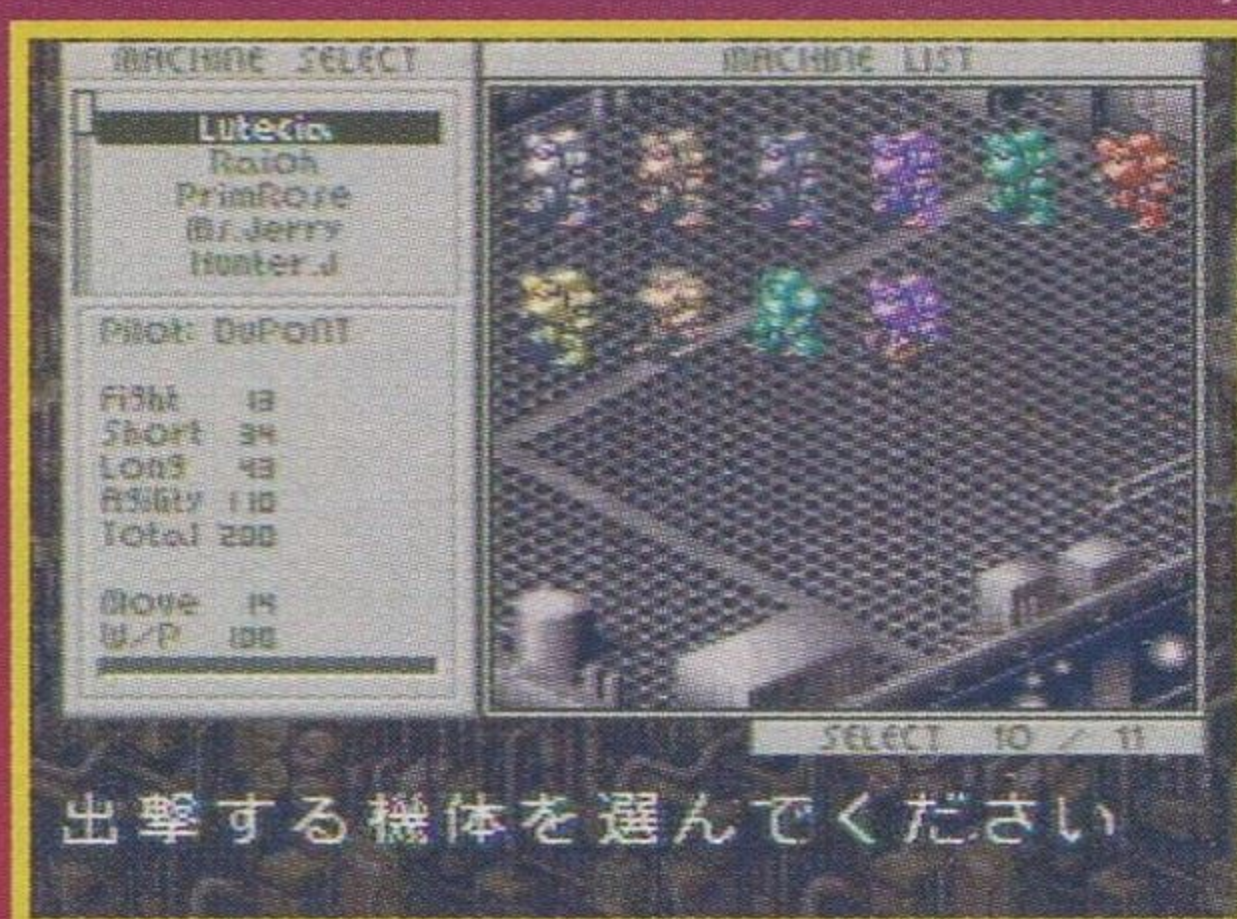 MACHINE SELECT
Lutecia
RaiOh
PrimRose
Ms.Jerry
Hunter.J
Pilot: DuPONT
Fight 13
Short 34
Long 43
Agility 110
Total 200
Move 14
W/P 100
MACHINE LIST
SELECT 10 / 11
出撃する機体を選んでください